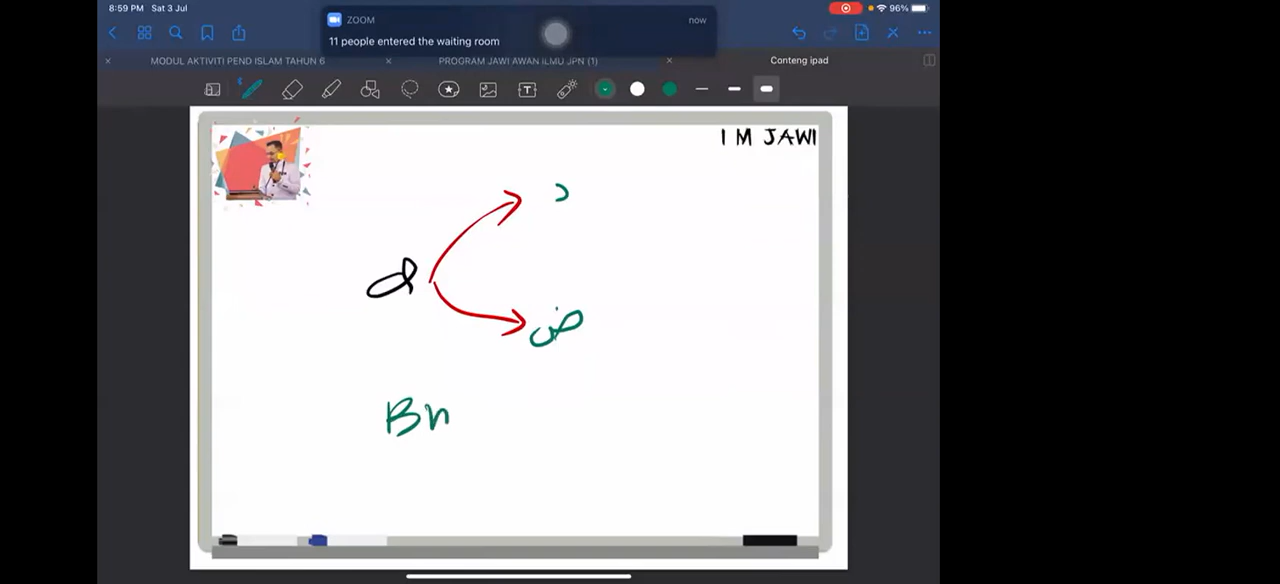 8:59 PM Sat 3 Jul
96%
ZOOM
now
11 people entered the waiting room
MODUL AKTIVITI PEND ISLAM TAHUN 6
PROGRAM JAWI AWAN ILMU JPN (1)
Conteng ipad
I M JAWI
د
d
ض
Bn